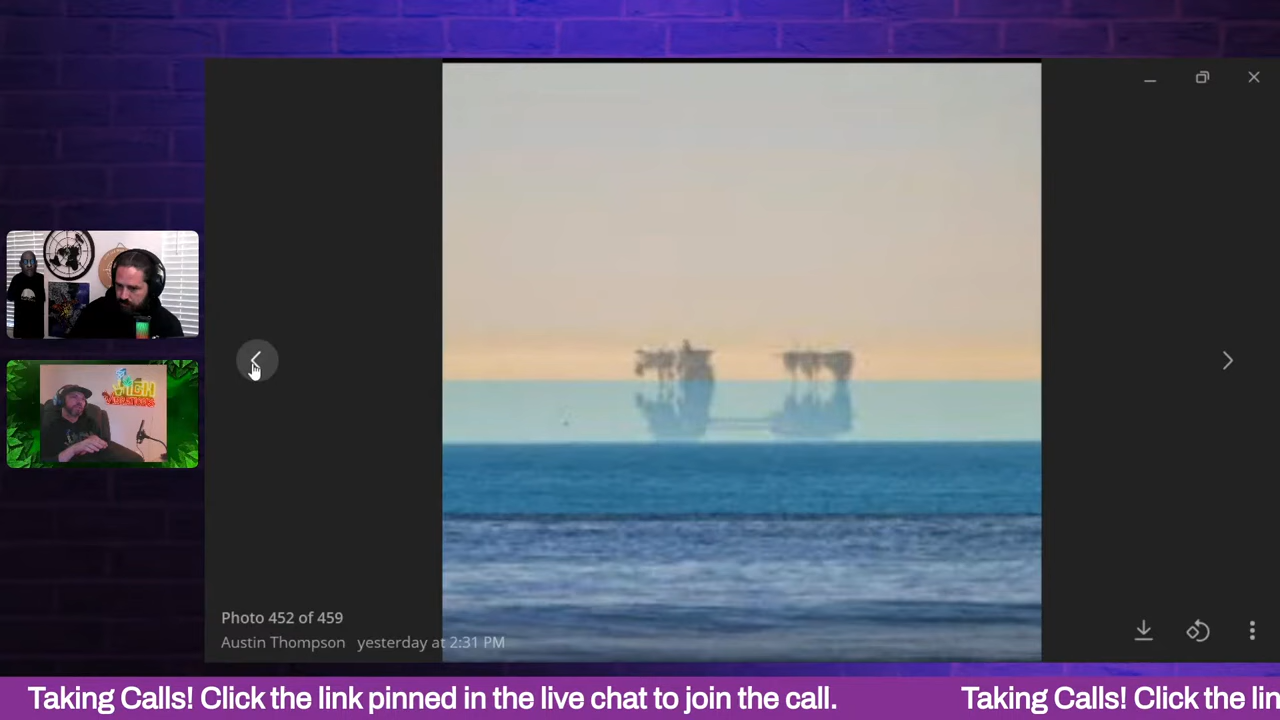 Photo 452 of 459
Austin Thompson yesterday at 2:31 PM
Taking Calls! Click the link pinned in the live chat to join the call.
Taking Calls! Click the lin